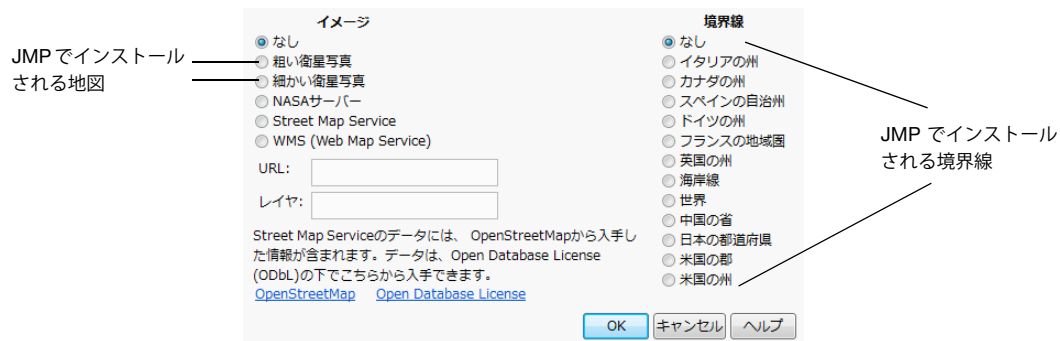 JMPでインストール
される地図
イメージ
なし
粗い衛星写真
細かい衛星写真
NASAサーバー
Street Map Service
WMS (Web Map Service)
URL:
レイヤ:
Street Map Serviceのデータには、 OpenStreetMapから入手し
た情報が含まれます。データは、Open Database License
(ODbL)の下でこちらから入手できます。
OpenStreetMap Open Database License
境界線
なし
イタリアの州
カナダの州
スペインの自治州
ドイツの州
フランスの地域圏
英国の州
海岸線
世界
中国の省
日本の都道府県
米国の郡
米国の州
JMP でインストール
される境界線
OK キャンセル ヘルプ